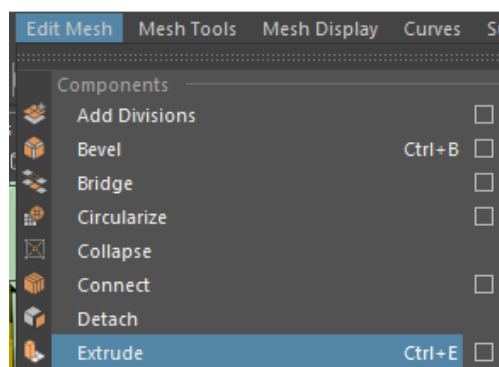 Edit Mesh Mesh Tools Mesh Display Curves
Components
Add Divisions
Bevel Ctrl+B
Bridge
Circularize
Collapse
Connect
Detach
Extrude Ctrl+E